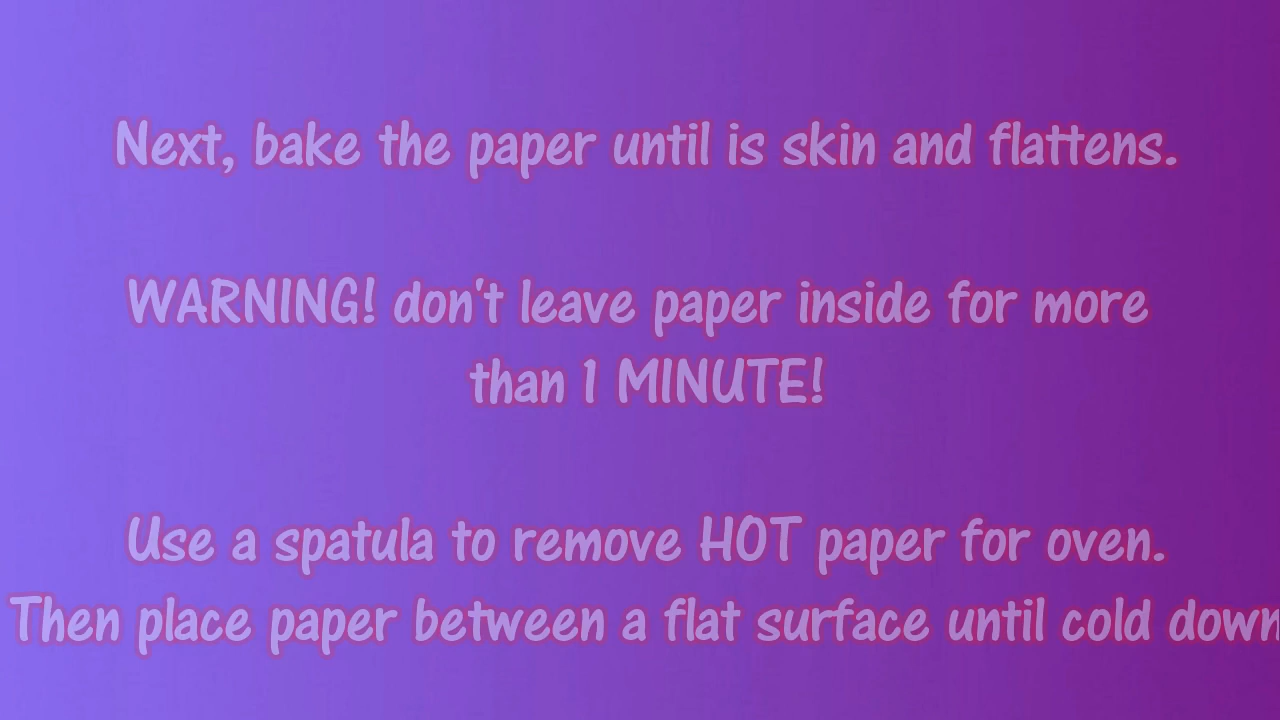 Next, bake the paper until is skin and flattens.
WARNING! don't leave paper inside for more
than 1 MINUTE!
Use a spatula to remove HOT paper for oven.
Then place paper between a flat surface until cold down